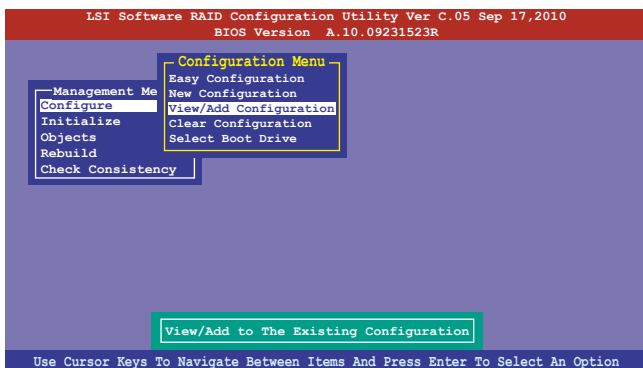 LSI Software RAID Configuration Utility Ver C.05 Sep 17,2010
BIOS Version A.10.09231523R
Configuration Menu
Easy Configuration
New Configuration
View/Add Configuration
Clear Configuration
Select Boot Drive
Management Me
Configure
Initialize
Objects
Rebuild
Check Consistency
View/Add to The Existing Configuration
Use Cursor Keys To Navigate Between Items And Press Enter To Select An Option